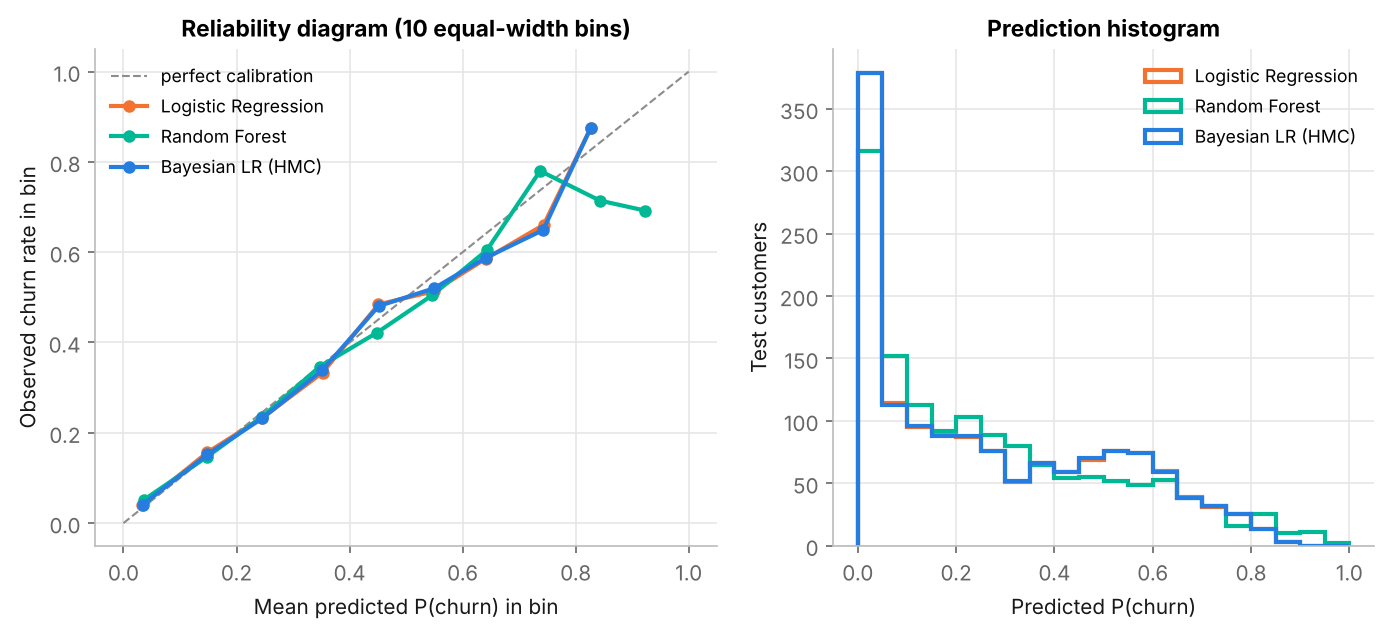 Reliability diagram (10 equal-width bins)
perfect calibration
Logistic Regression
Random Forest
Bayesian LR (HMC)
Observed churn rate in bin
1.0
0.8
0.6
0.4
0.2
0.0
0.0 0.2 0.4 0.6 0.8 1.0
Mean predicted P(churn) in bin
Prediction histogram
Logistic Regression
Random Forest
Bayesian LR (HMC)
Test customers
350
300
250
200
150
100
50
0
0.0 0.2 0.4 0.6 0.8 1.0
Predicted P(churn)